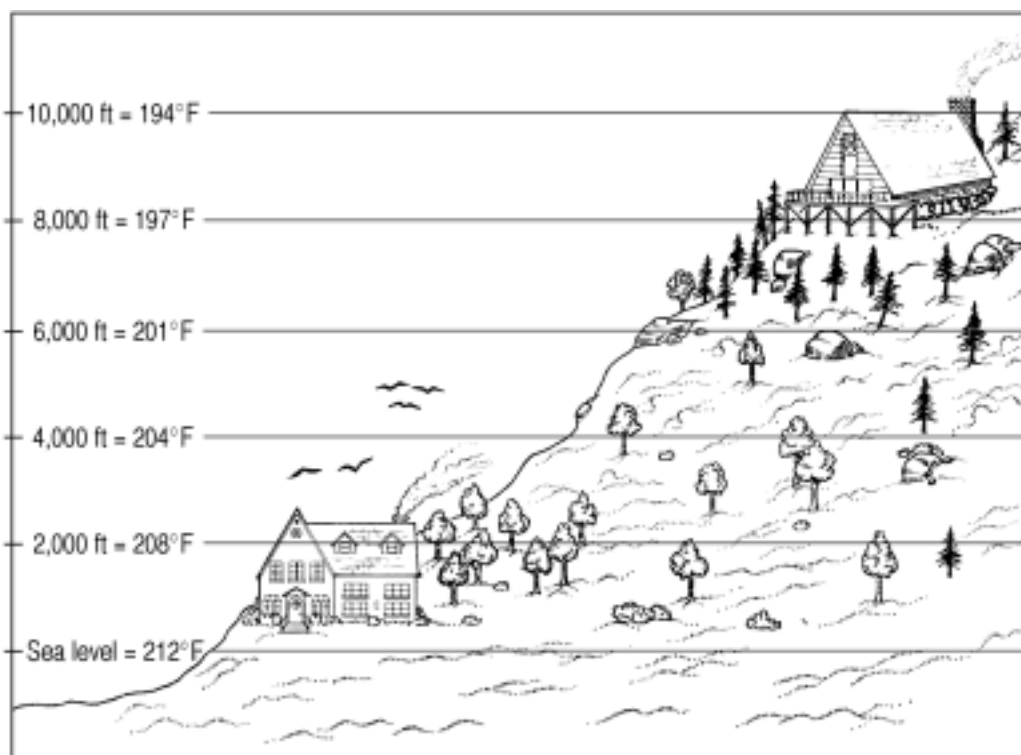 10,000 ft = 194°F
8,000 ft = 197°F
6,000 ft = 201°F
4,000 ft = 204°F
2,000 ft = 208°F
Sea level = 212°F